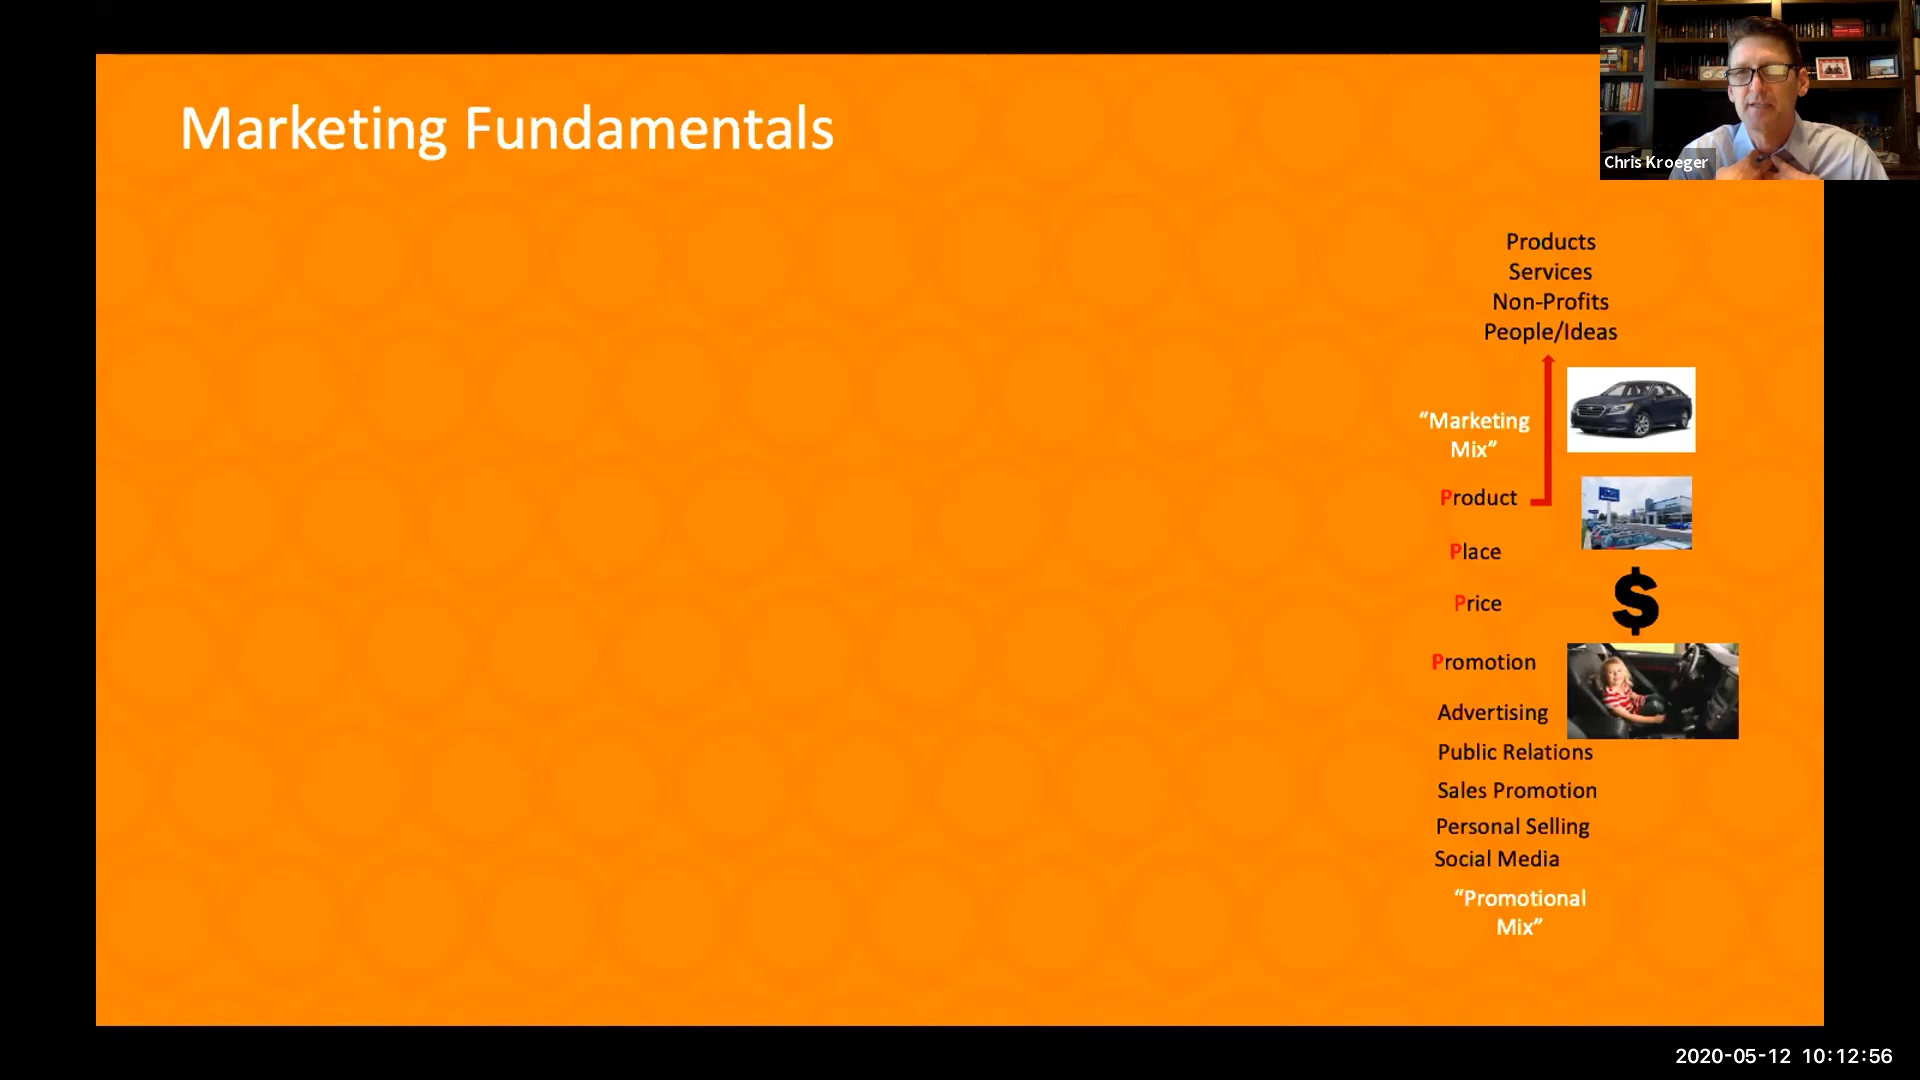 Marketing Fundamentals
Chris Kroeger
Products
Services
Non-Profits
People/Ideas
“Marketing
Mix”
Product
Place
Price
$
Promotion
Advertising
Public Relations
Sales Promotion
Personal Selling
Social Media
“Promotional
Mix”
2020-05-12 10:12:56